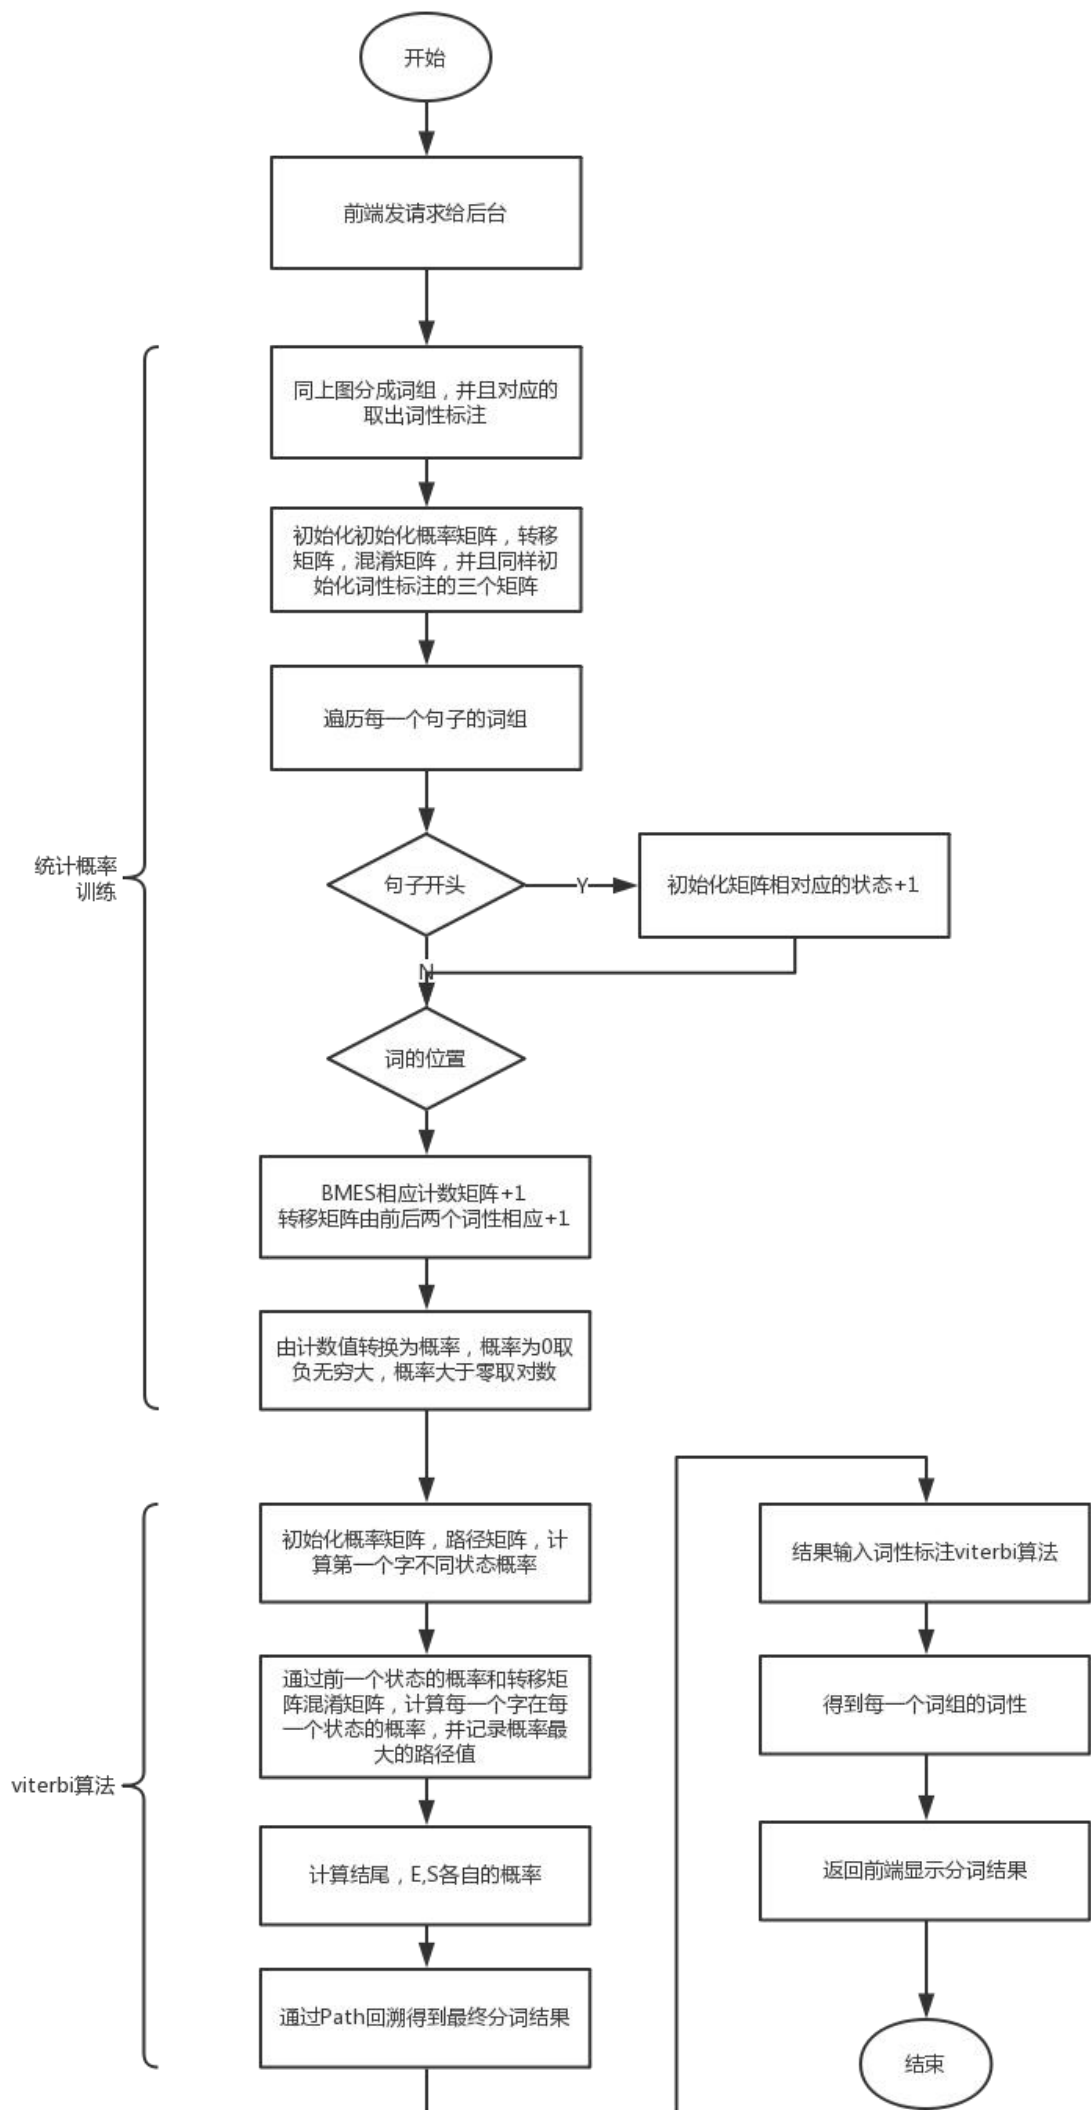 开始
前端发请求给后台
同上图分成词组，并且对应的
取出词性标注
初始化初始化概率矩阵，转移
矩阵，混淆矩阵，并且同样初
始化词性标注的三个矩阵
遍历每一个句子的词组
统计概率
训练
句子开头
Y
初始化矩阵相对应的状态+1
N
词的位置
BMES相应计数矩阵+1
转移矩阵由前后两个词性相应+1
由计数值转换为概率，概率为0取
负无穷大，概率大于零取对数
初始化概率矩阵，路径矩阵，计
算第一个字不同状态概率
通过前一个状态的概率和转移矩
阵混淆矩阵，计算每一个字在每
一个状态的概率，并记录概率最
大的路径值
viterbi算法
计算结尾，E,S各自的概率
通过Path回溯得到最终分词结果
结果输入词性标注viterbi算法
得到每一个词组的词性
返回前端显示分词结果
结束